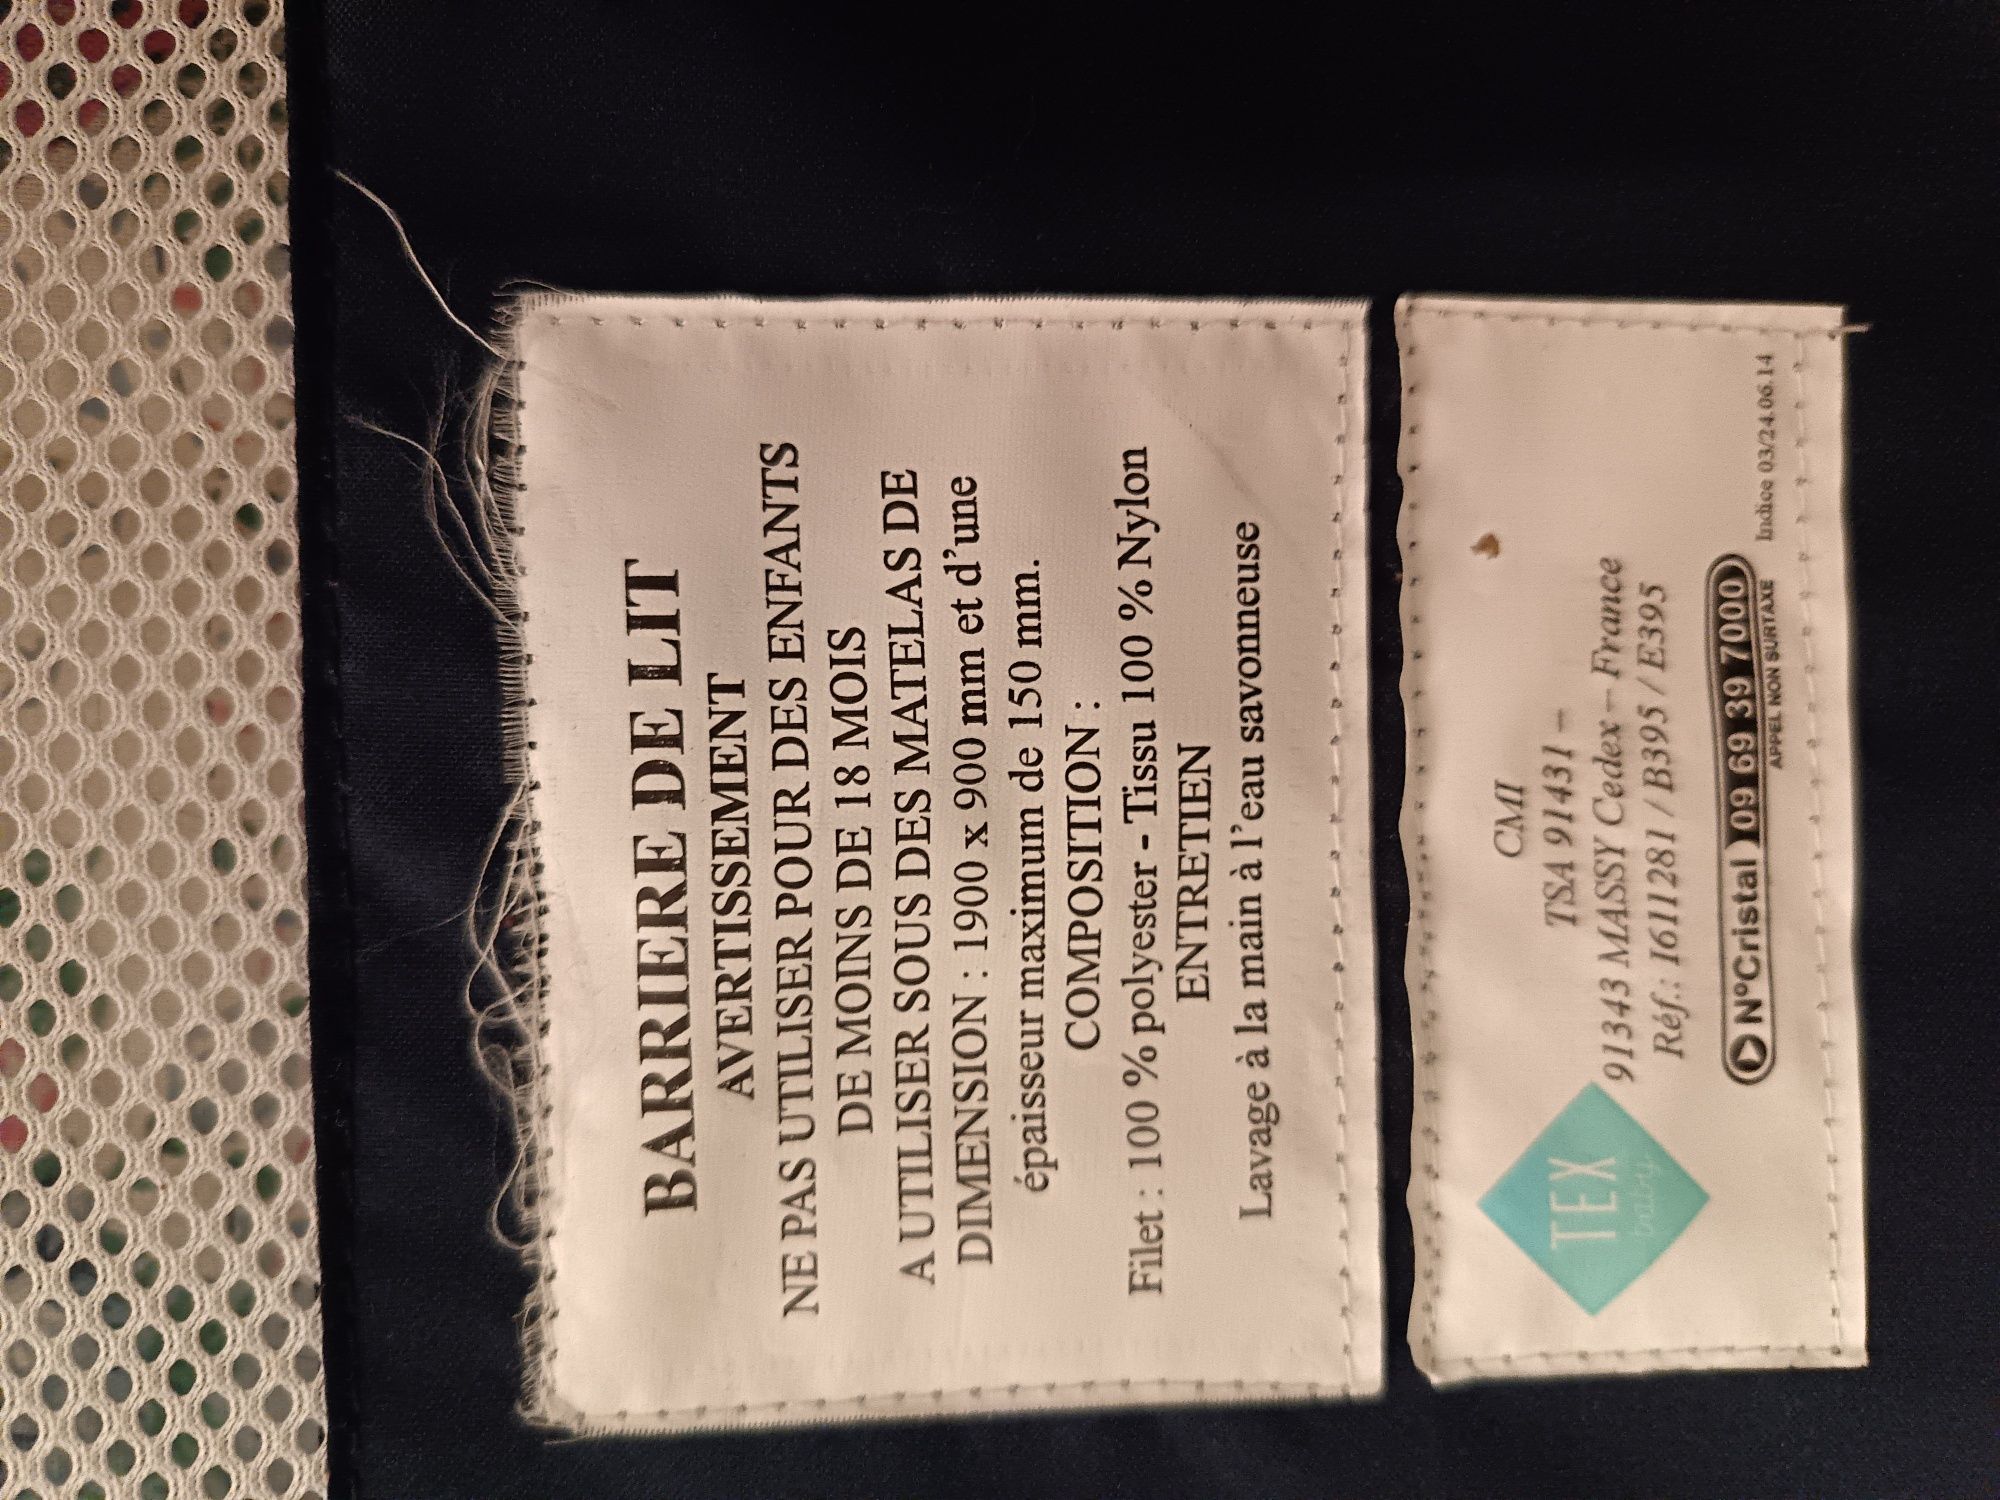 BARRIERE DE LIT
AVERTISSEMENT
NE PAS UTILISER POUR DES ENFANTS
DE MOINS DE 18 MOIS
A UTILISER SOUS DES MATELAS DE
DIMENSION : 1900 x 900 mm et d'une
épaisseur maximum de 150 mm.
COMPOSITION :
Filet : 100 % polyester - Tissu 100 % Nylon
ENTRETIEN
Lavage à la main à l'eau savonneuse
TEX
baby
CMI
TSA 91431 –
91343 MASSY Cedex – France
Réf.: I6111281 / B395 / E395
N°Cristal 09 69 39 7000
APPEL NON SURTAXE
Indice 03/24.06.14